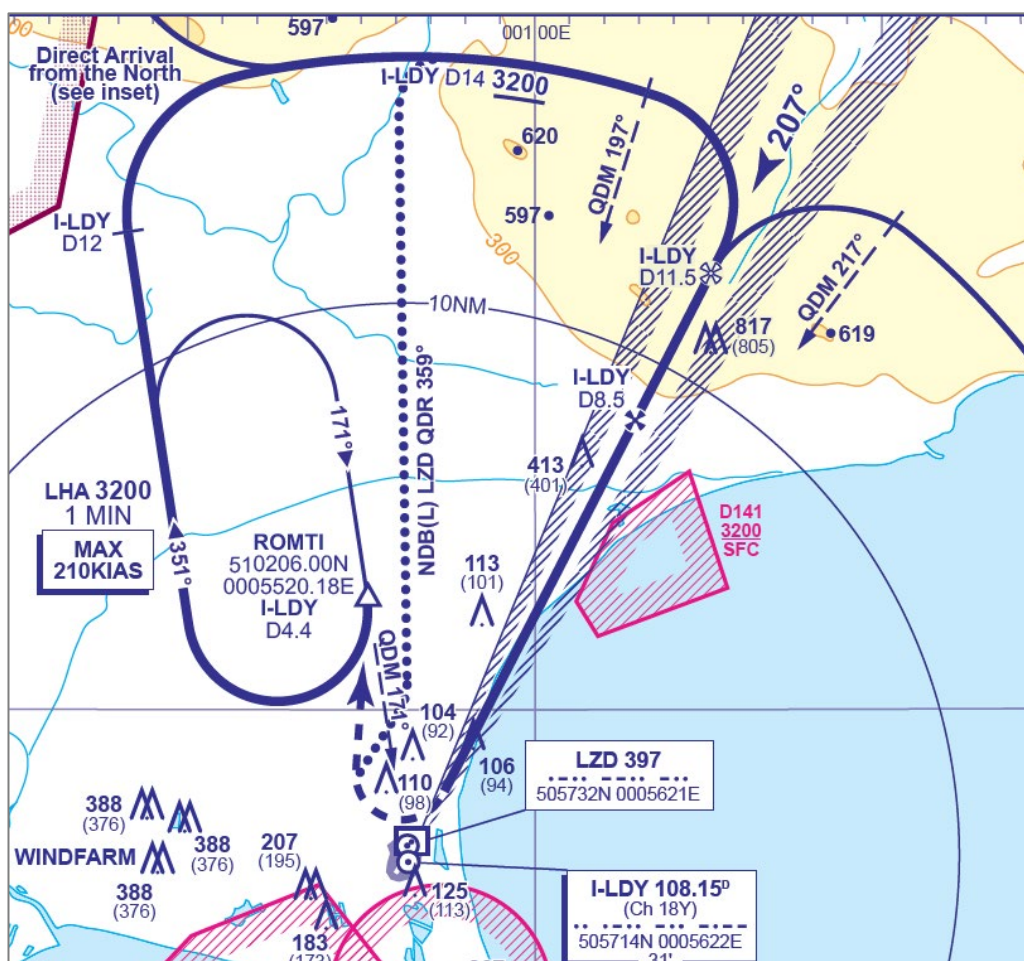 00
597
001 00E
Direct Arrival
from the North
(see inset)
I-LDY D14 3200
207°
620
QDM 197°
597
I-LDY
D12
300
I-LDY
D11.5
QDM 217°
10NM
817
(805)
619
I-LDY
D8.5
171°
NDB(L) LZD QDR 359°
413
(401)
LHA 3200
1 MIN
MAX
210KIAS
351°
ROMTI
510206.00N
0005520.18E
I-LDY
D4.4
D141
3200
SFC
113
(101)
QDM 171°
104
(92)
110
(98)
106
(94)
LZD 397
505732N 0005621E
388
(376)
388
(376)
WINDFARM
388
(376)
207
(195)
125
(113)
183
I-LDY 108.15ᴰ
(Ch 18Y)
505714N 0005622E
31'